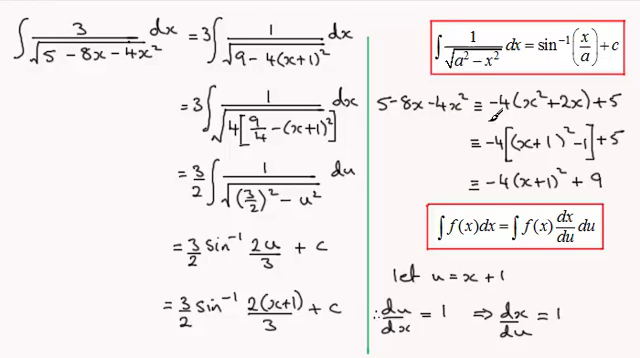 ∫ 3/√(5 - 8x - 4x²) dx = 3∫ 1/√(9 - 4(x+1)²) dx
= 3∫ 1/√(4[9/4 - (x+1)²]) dx
= 3/2 ∫ 1/√((3/2)² - u²) du
= 3/2 sin⁻¹ 2u/3 + c
= 3/2 sin⁻¹ 2(x+1)/3 + c
∫ 1/√(a² - x²) dx = sin⁻¹(x/a) + c
5 - 8x - 4x² ≡ -4(x² + 2x) + 5
≡ -4[(x+1)² - 1] + 5
≡ -4(x+1)² + 9
∫ f(x)dx = ∫ f(x) dx/du du
let u = x + 1
∴ du/dx = 1 ⇒ dx/du = 1